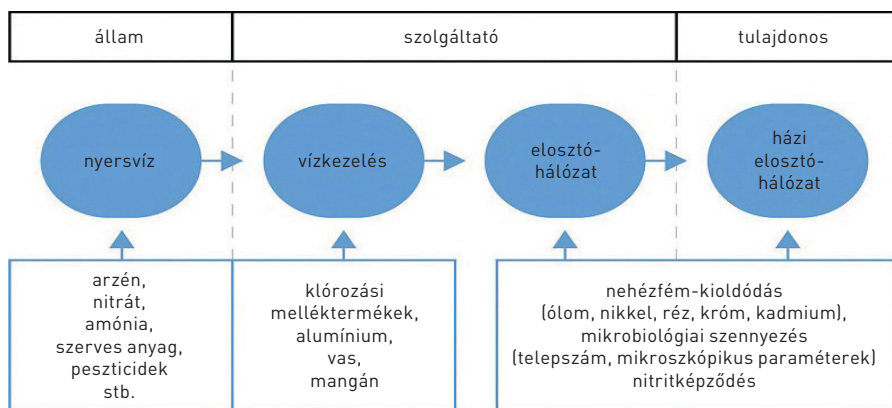 állam
szolgáltató
tulajdonos
nyersvíz
vízkezelés
elosztó-
hálózat
házi
elosztó-
hálózat
arzén,
nitrát,
amónia,
szerves anyag,
peszticidek
stb.
klórozási
melléktermékek,
alumínium,
vas,
mangán
nehézfém-kioldódás
(ólom, nikkel, réz, króm, kadmium),
mikrobiológiai szennyezés
(telepszám, mikroszkópikus paraméterek)
nitritképződés